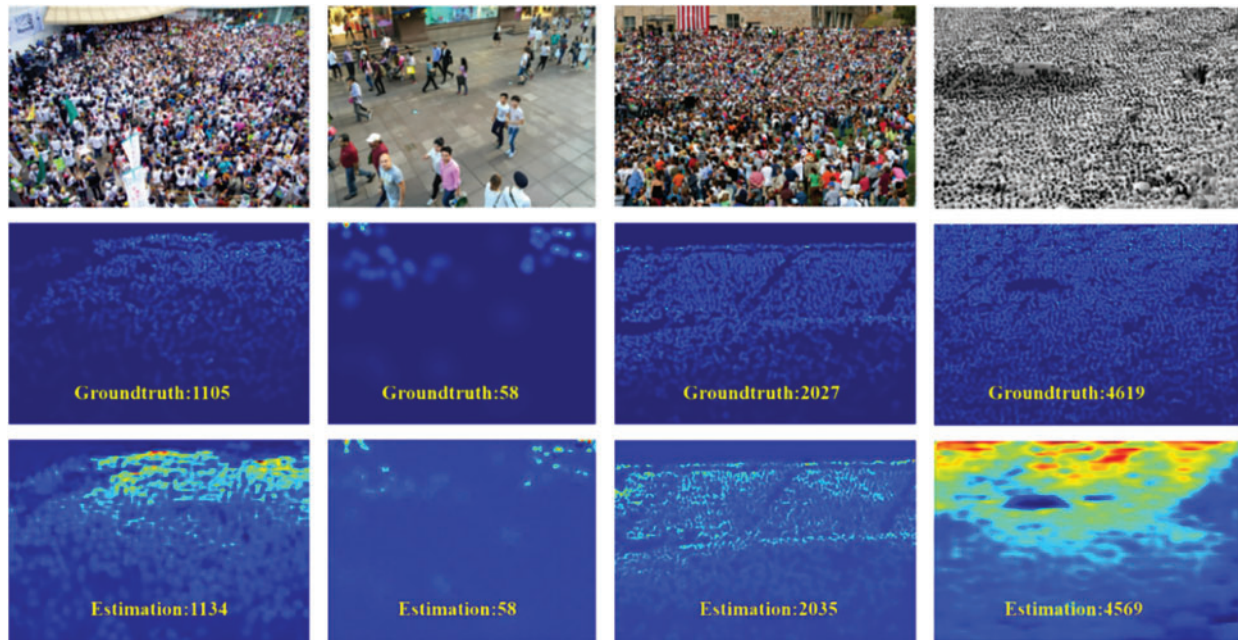 Groundtruth:1105
Groundtruth:58
Groundtruth:2027
Groundtruth:4619
Estimation:1134
Estimation:58
Estimation:2035
Estimation:4569